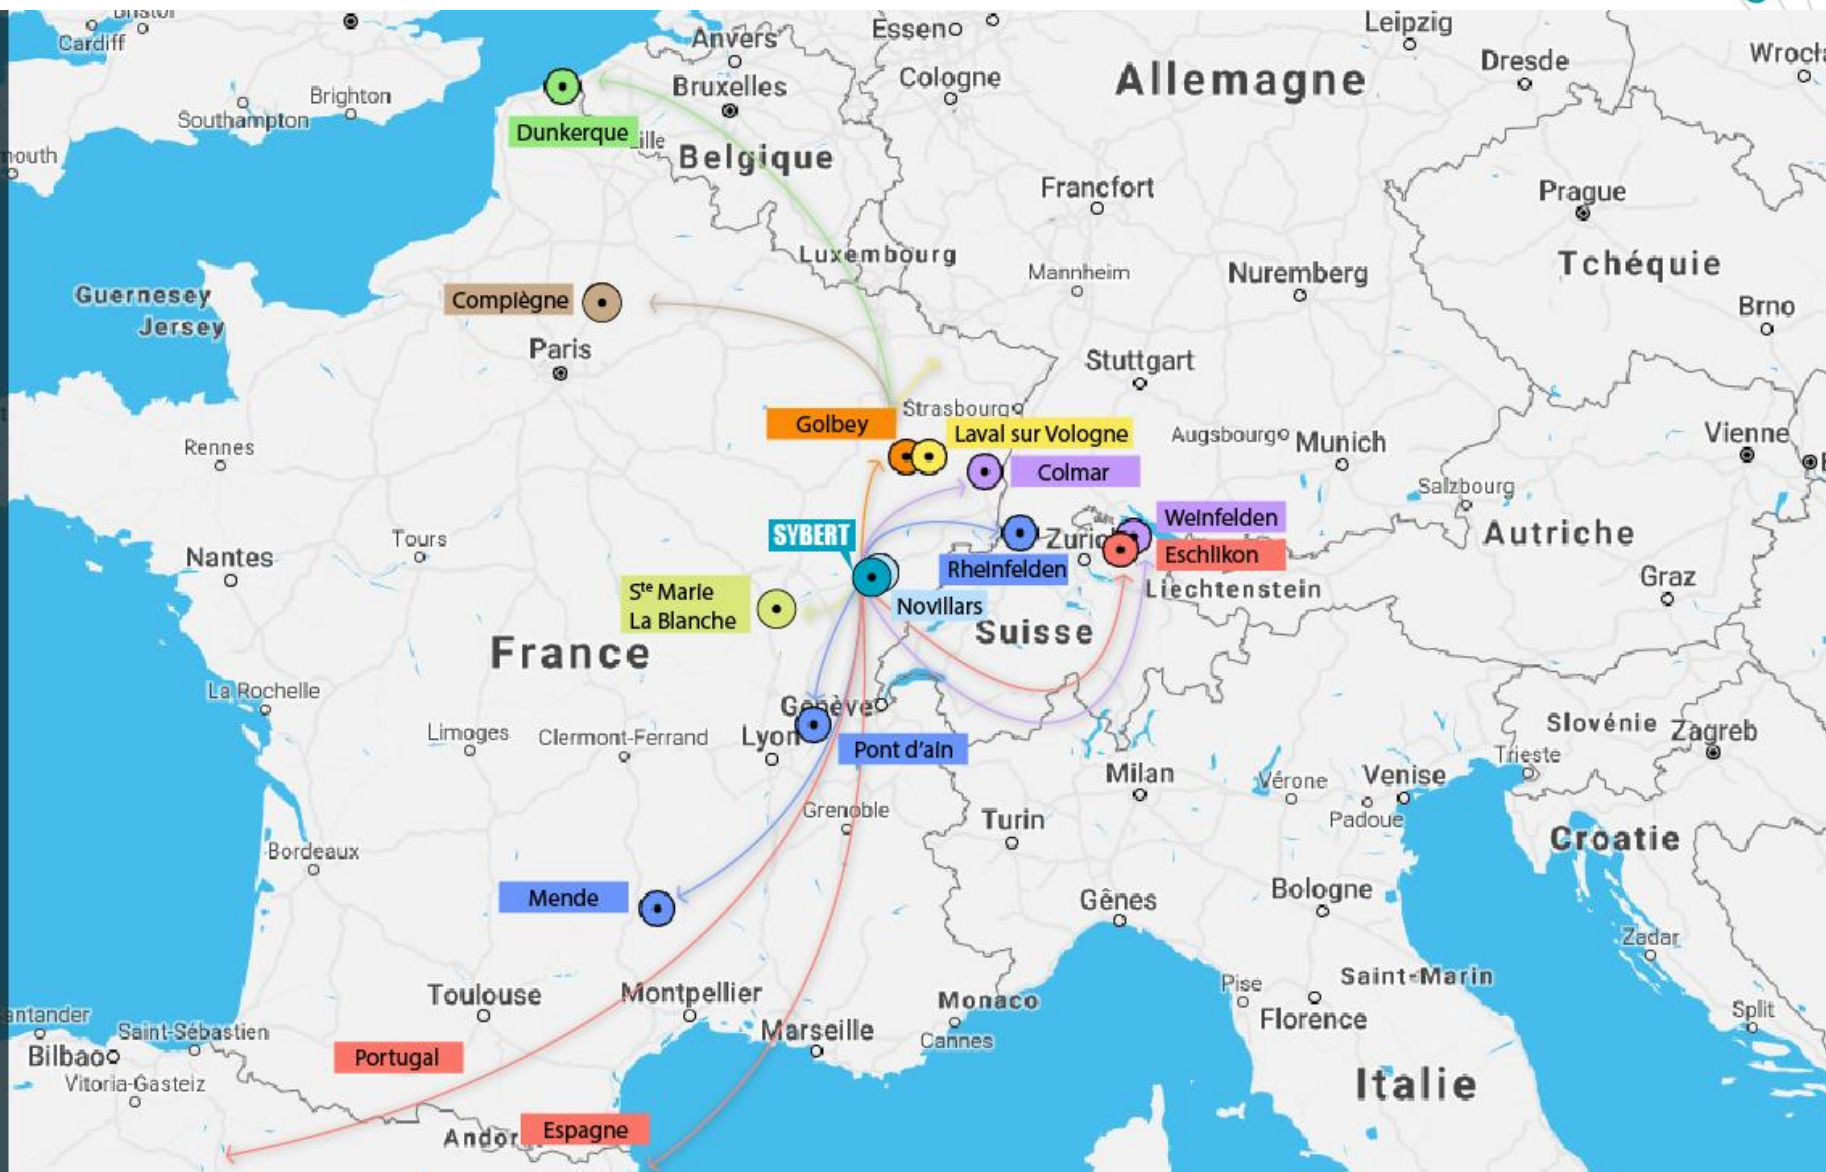 Bristol
Cardiff
Southampton
Brighton
Anvers
Essen
Leipzig
Bruxelles
Cologne
Allemagne
Dresde
Dunkerque
Belgique
Francfort
Prague
Luxembourg
Mannheim
Nuremberg
Tchéquie
Guernesey
Jersey
Compiègne
Brno
Paris
Stuttgart
Golbey
Strasbourg
Laval sur Vologne
Augsbourg
Munich
Vienne
Rennes
Colmar
Salzbourg
Weinfelden
SYBERT
Tours
Nantes
Eschlikon
Autriche
Rheinfelden
Liechtenstein
Graz
Ste Marie
La Blanche
Novillars
Suisse
France
La Rochelle
Genève
Limoges
Clermont-Ferrand
Lyon
Pont d'ain
Slovénie
Zagreb
Trieste
Milan
Vérone
Venise
Padoue
Grenoble
Turin
Croatie
Bordeaux
Mende
Gênes
Bologne
Zadar
Toulouse
Montpellier
Monaco
Pise
Saint-Marin
Florence
Split
Marseille
Cannes
Saint-Sébastien
Bilbao
Portugal
Vitoria-Gasteiz
Italie
Espagne